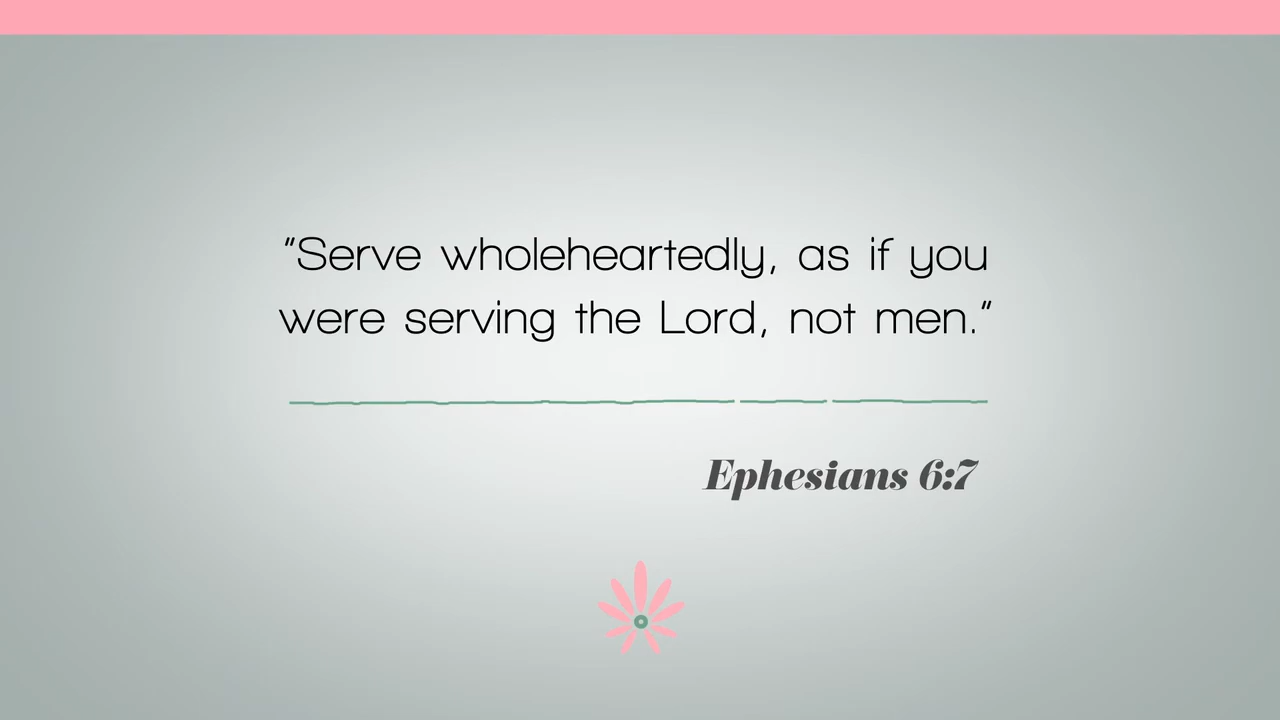 "Serve wholeheartedly, as if you
were serving the Lord, not men."
Ephesians 6:7